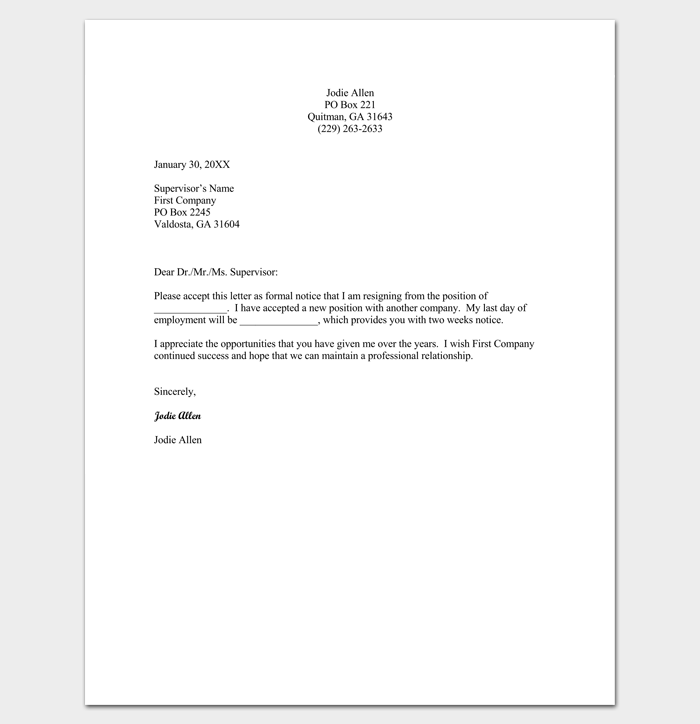 Jodie Allen
PO Box 221
Quitman, GA 31643
(229) 263-2633
January 30, 20XX
Supervisor's Name
First Company
PO Box 2245
Valdosta, GA 31604
Dear Dr./Mr./Ms. Supervisor:
Please accept this letter as formal notice that I am resigning from the position of
______________.  I have accepted a new position with another company.  My last day of
employment will be _______________, which provides you with two weeks notice.
I appreciate the opportunities that you have given me over the years.  I wish First Company
continued success and hope that we can maintain a professional relationship.
Sincerely,
Jodie Allen
Jodie Allen